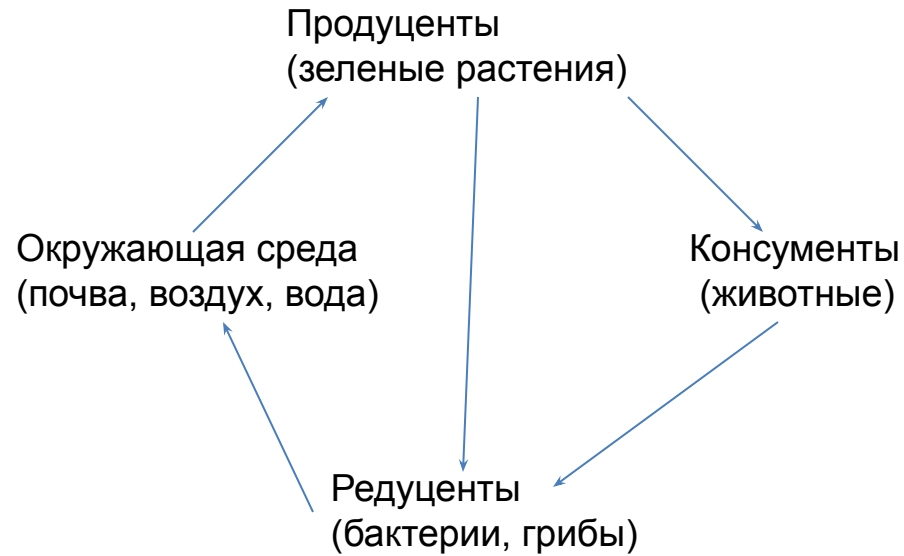 Продуценты
(зеленые растения)
Окружающая среда
(почва, воздух, вода)
Консументы
(животные)
Редуценты
(бактерии, грибы)